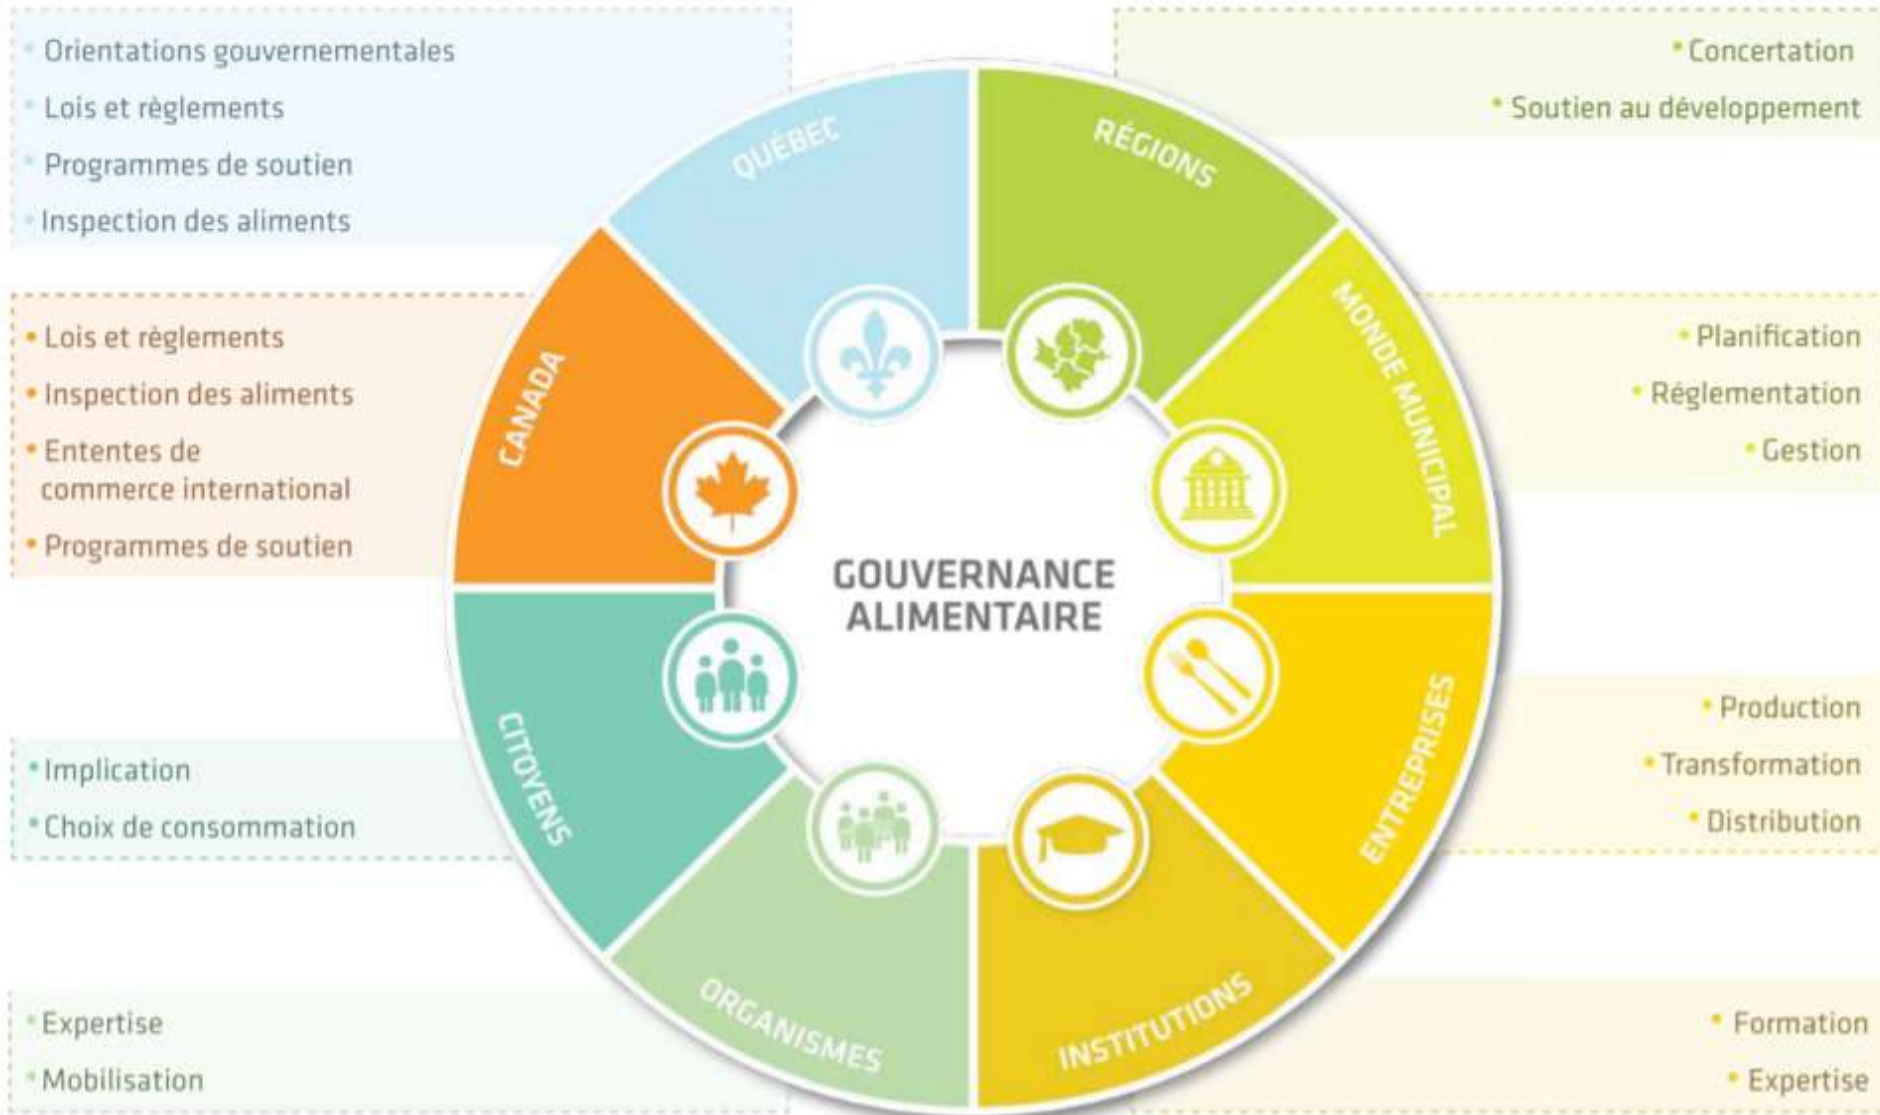 • Orientations gouvernementales
• Lois et règlements
• Programmes de soutien
• Inspection des aliments
QUÉBEC
• Concertation
• Soutien au développement
RÉGIONS
• Lois et règlements
• Inspection des aliments
• Ententes de
commerce international
• Programmes de soutien
CANADA
• Planification
• Réglementation
• Gestion
MONDE MUNICIPAL
GOUVERNANCE
ALIMENTAIRE
• Implication
• Choix de consommation
CITOYENS
• Production
• Transformation
• Distribution
ENTREPRISES
• Expertise
• Mobilisation
ORGANISMES
• Formation
• Expertise
INSTITUTIONS